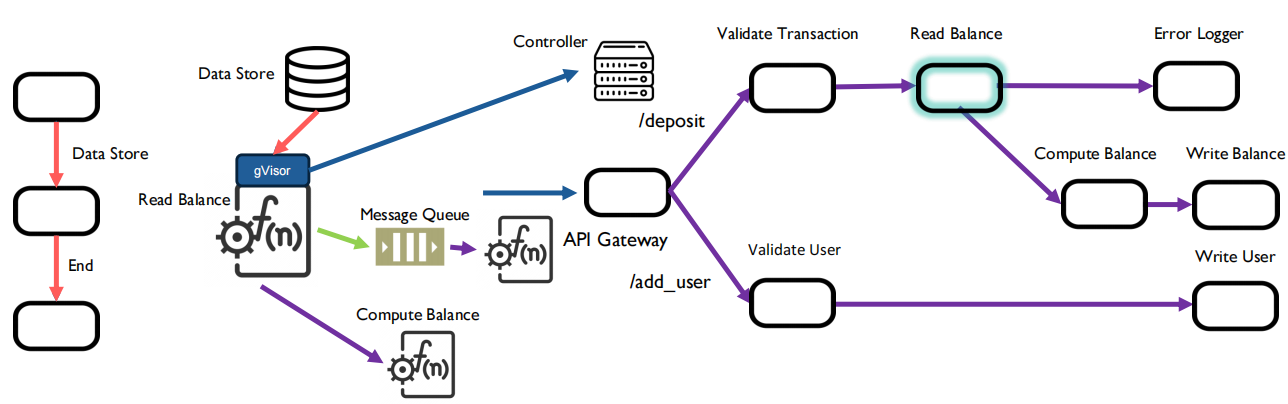 Data Store
End
Data Store
gVisor
Read Balance
Message Queue
Compute Balance
Controller
API Gateway
/deposit
/add_user
Validate Transaction
Read Balance
Error Logger
Compute Balance
Write Balance
Validate User
Write User
f(n)
f(n)
f(n)